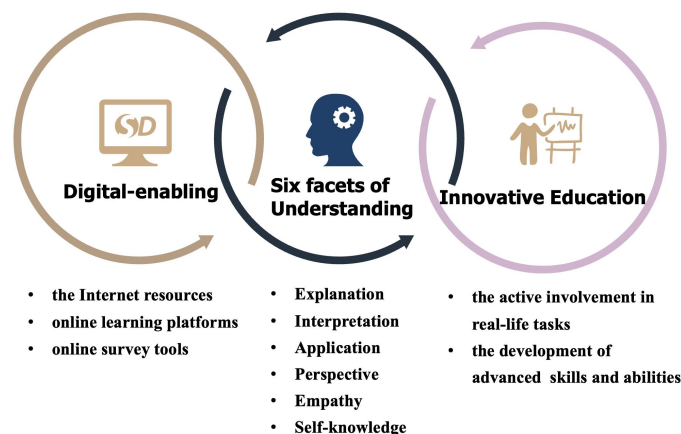 SD
Digital-enabling
Six facets of
Understanding
Innovative Education
• the Internet resources
• online learning platforms
• online survey tools
• Explanation
• Interpretation
• Application
• Perspective
• Empathy
• Self-knowledge
• the active involvement in
real-life tasks
• the development of
advanced skills and abilities